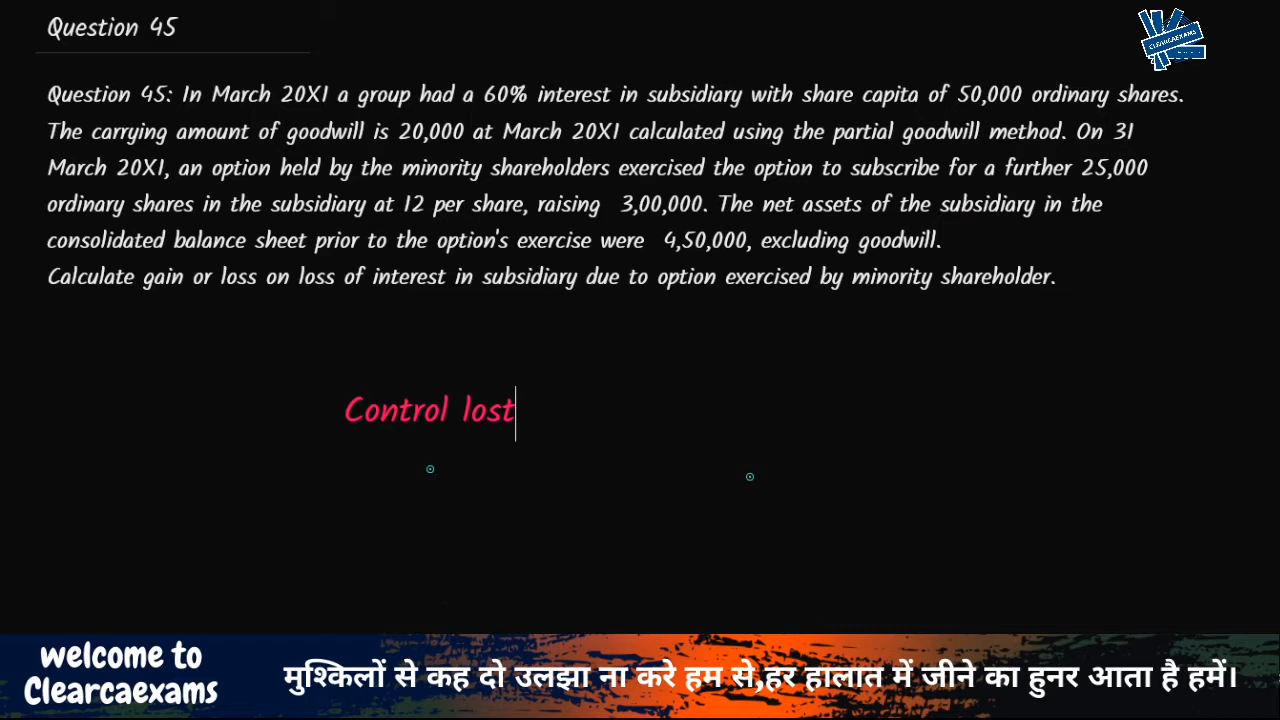 Question 45
CLEARCAEXAMS
Question 45: In March 20X1 a group had a 60% interest in subsidiary with share capita of 50,000 ordinary shares.
The carrying amount of goodwill is 20,000 at March 20X1 calculated using the partial goodwill method. On 31
March 20X1, an option held by the minority shareholders exercised the option to subscribe for a further 25,000
ordinary shares in the subsidiary at 12 per share, raising 3,00,000. The net assets of the subsidiary in the
consolidated balance sheet prior to the option's exercise were 4,50,000, excluding goodwill.
Calculate gain or loss on loss of interest in subsidiary due to option exercised by minority shareholder.
Control lost
welcome to
Clearcaexams
मुश्किलों से कह दो उलझा ना करे हम से,हर हालात में जीने का हुनर आता है हमें।